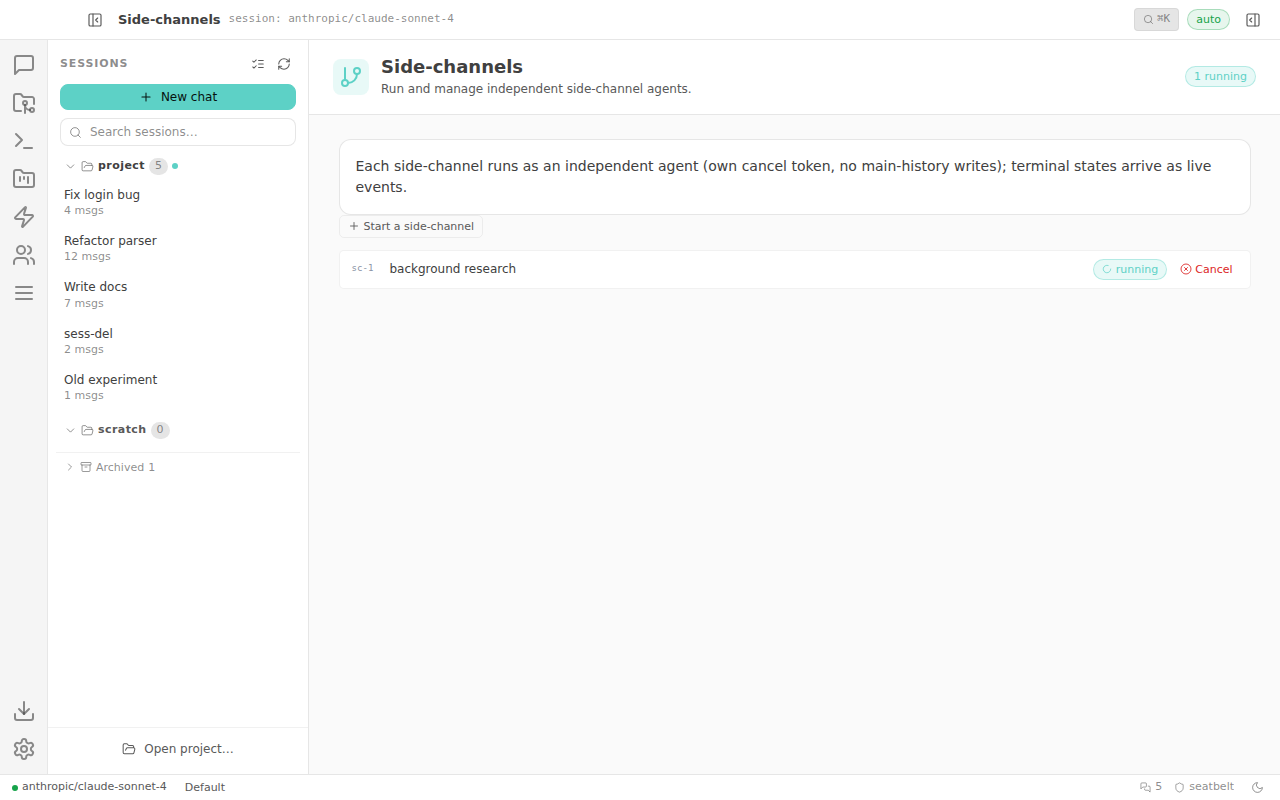 Side-channels session: anthropic/claude-sonnet-4
⌘K
auto
SESSIONS
New chat
Search sessions…
project 5
Fix login bug
4 msgs
Refactor parser
12 msgs
Write docs
7 msgs
sess-del
2 msgs
Old experiment
1 msgs
scratch 0
Archived 1
Open project…
Side-channels
Run and manage independent side-channel agents.
1 running
Each side-channel runs as an independent agent (own cancel token, no main-history writes); terminal states arrive as live
events.
Start a side-channel
sc-1 background research running Cancel
anthropic/claude-sonnet-4 Default 5 seatbelt